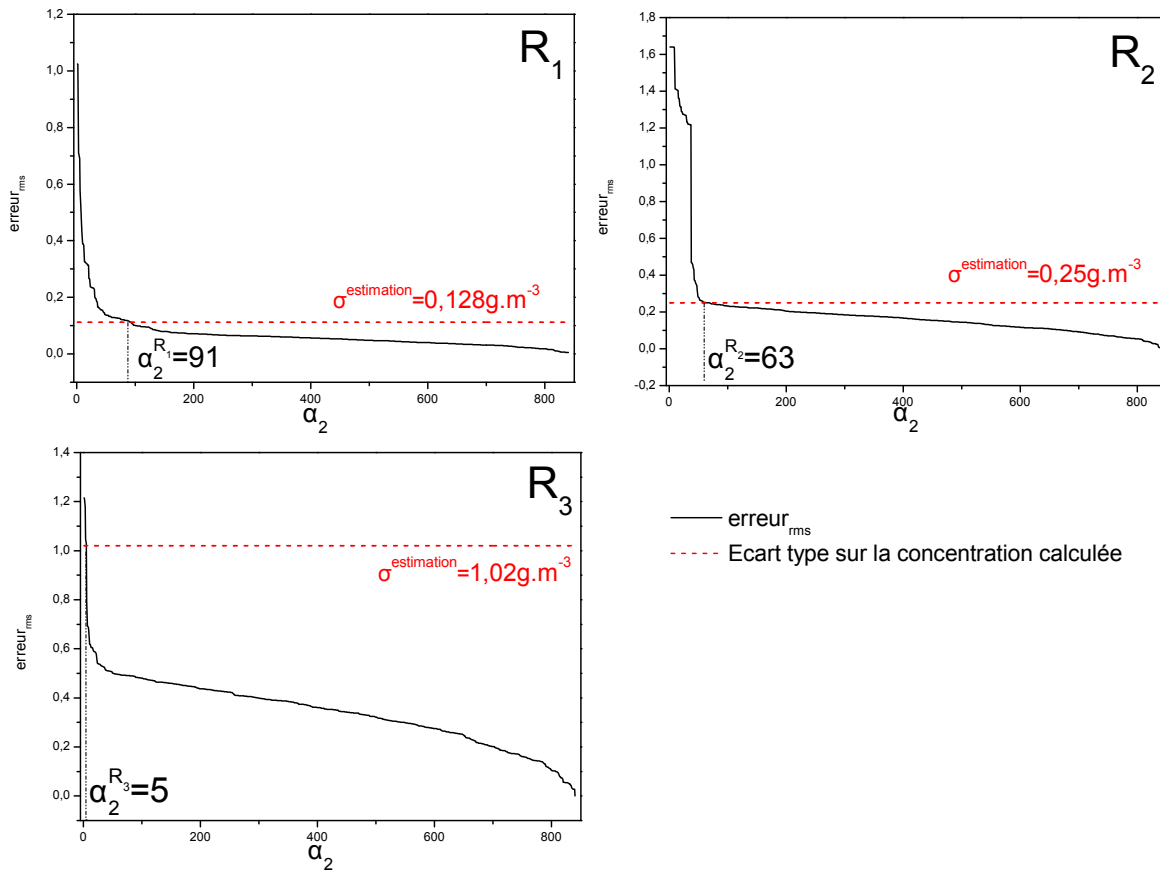 R1
1,2
1,0
0,8
0,6
0,4
0,2
0,0
erreurrms
σestimation=0,128g.m-3
α2R1=91
0 200 400 600 800
α2
R2
1,8
1,6
1,4
1,2
1,0
0,8
0,6
0,4
0,2
0,0
-0,2
erreurrms
σestimation=0,25g.m-3
α2R2=63
0 200 400 600 800
α2
R3
1,4
1,2
1,0
0,8
0,6
0,4
0,2
0,0
erreurrms
σestimation=1,02g.m-3
α2R3=5
0 200 400 600 800
α2
erreurrms
Ecart type sur la concentration calculée